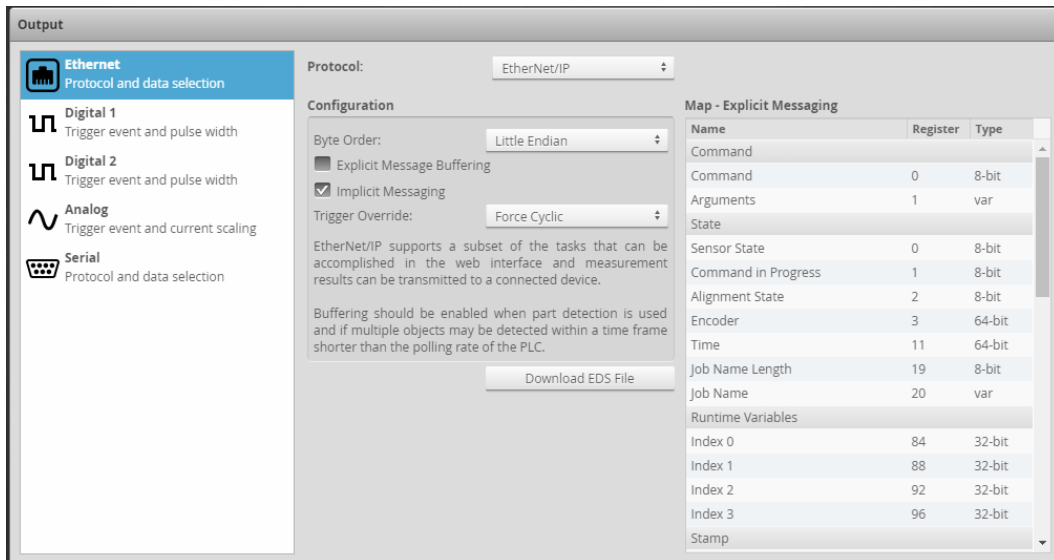 Output
Ethernet
Protocol and data selection
Digital 1
Trigger event and pulse width
Digital 2
Trigger event and pulse width
Analog
Trigger event and current scaling
Serial
Protocol and data selection
Protocol: EtherNet/IP
Configuration
Byte Order: Little Endian
Explicit Message Buffering
Implicit Messaging
Trigger Override: Force Cyclic
EtherNet/IP supports a subset of the tasks that can be
accomplished in the web interface and measurement
results can be transmitted to a connected device.
Buffering should be enabled when part detection is used
and if multiple objects may be detected within a time frame
shorter than the polling rate of the PLC.
Download EDS File
Map - Explicit Messaging
Name Register Type
Command
Command 0 8-bit
Arguments 1 var
State
Sensor State 0 8-bit
Command in Progress 1 8-bit
Alignment State 2 8-bit
Encoder 3 64-bit
Time 11 64-bit
Job Name Length 19 8-bit
Job Name 20 var
Runtime Variables
Index 0 84 32-bit
Index 1 88 32-bit
Index 2 92 32-bit
Index 3 96 32-bit
Stamp